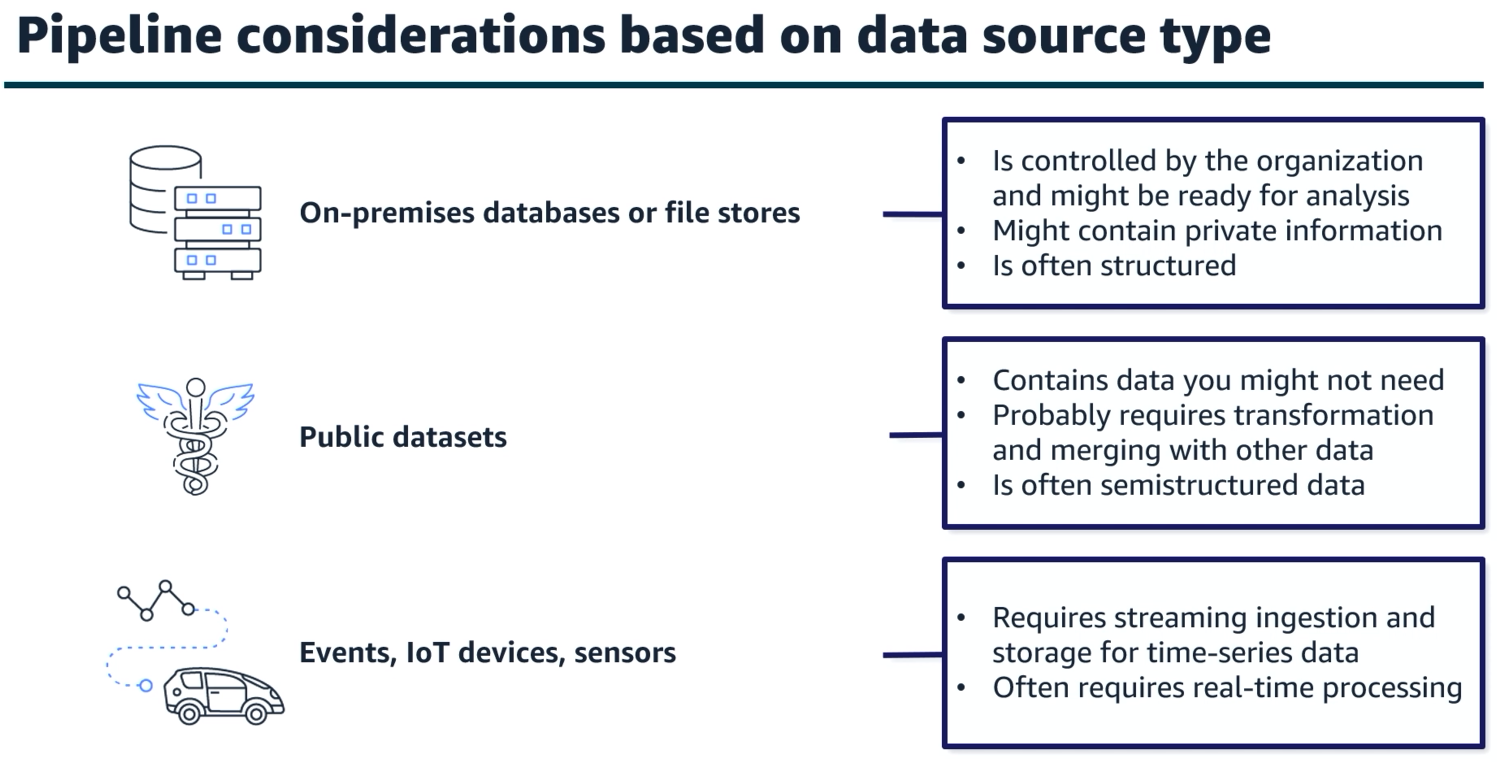 Pipeline considerations based on data source type
On-premises databases or file stores
• Is controlled by the organization
and might be ready for analysis
• Might contain private information
• Is often structured
Public datasets
• Contains data you might not need
• Probably requires transformation
and merging with other data
• Is often semistructured data
Events, IoT devices, sensors
• Requires streaming ingestion and
storage for time-series data
• Often requires real-time processing